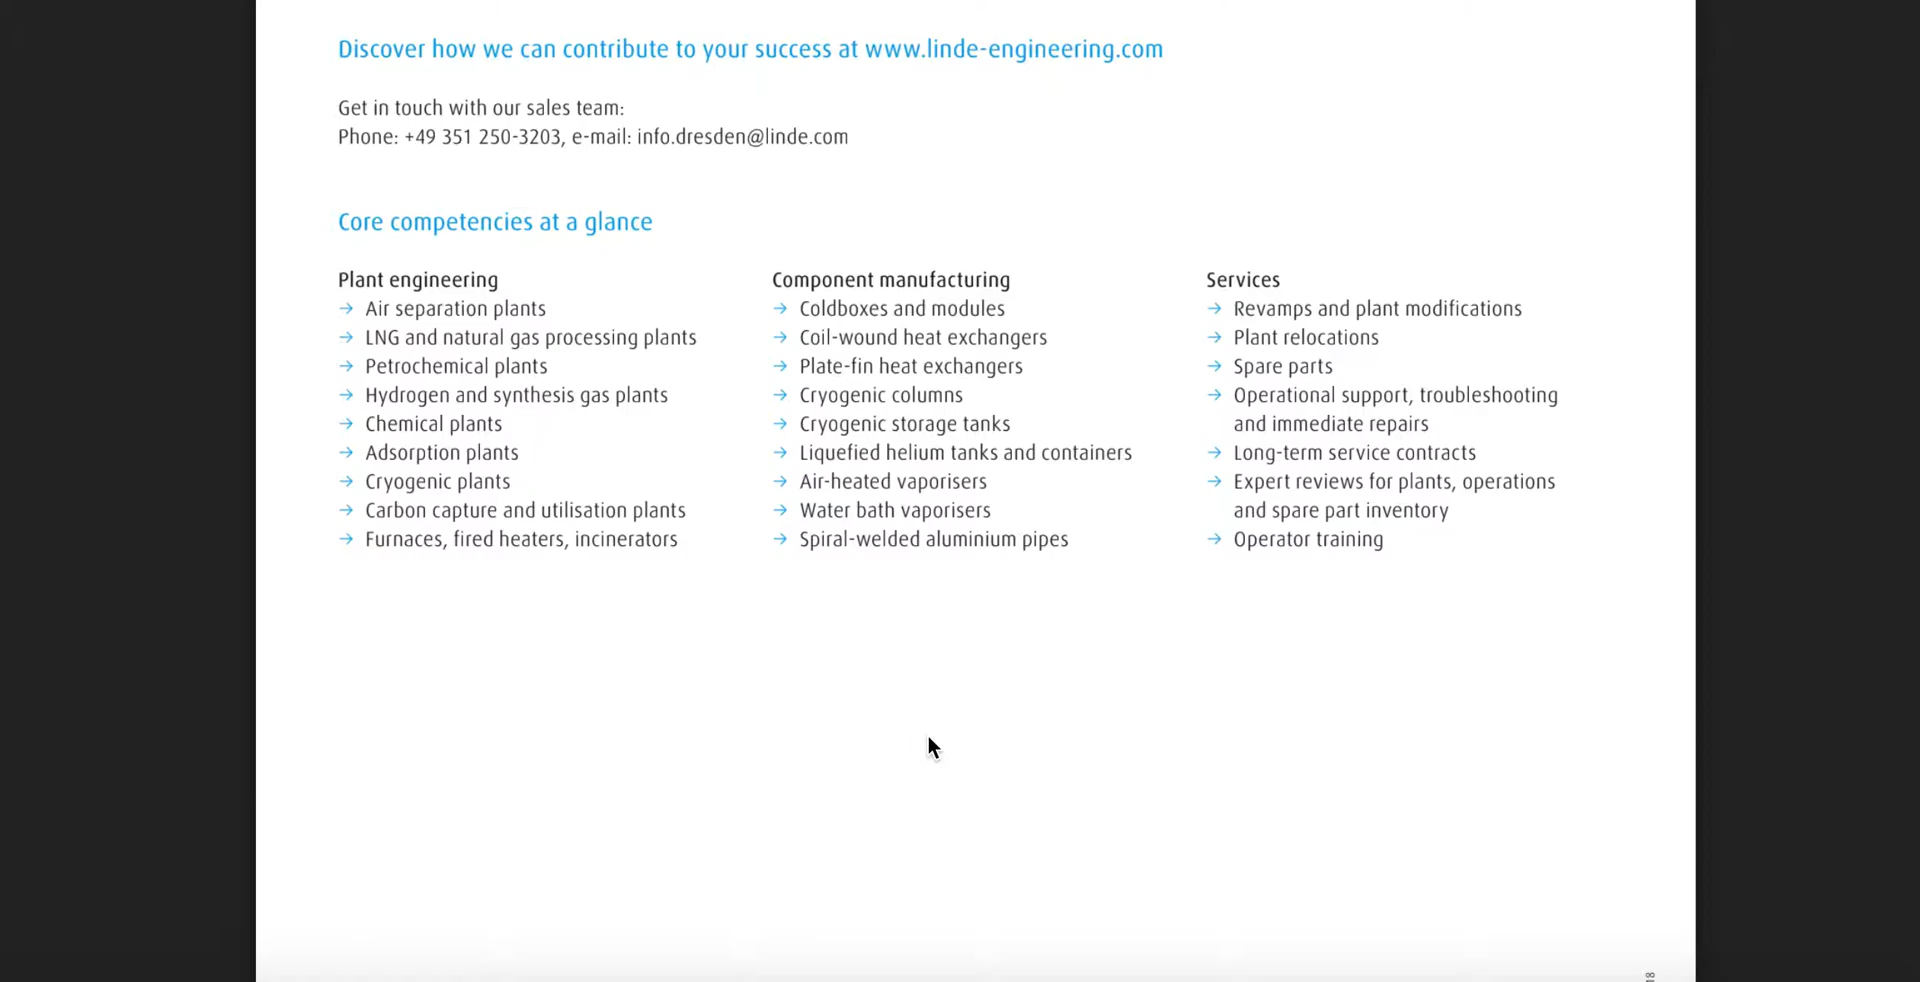 Discover how we can contribute to your success at www.linde-engineering.com
Get in touch with our sales team:
Phone: +49 351 250-3203, e-mail: info.dresden@linde.com
Core competencies at a glance
Plant engineering
→ Air separation plants
→ LNG and natural gas processing plants
→ Petrochemical plants
→ Hydrogen and synthesis gas plants
→ Chemical plants
→ Adsorption plants
→ Cryogenic plants
→ Carbon capture and utilisation plants
→ Furnaces, fired heaters, incinerators
Component manufacturing
→ Coldboxes and modules
→ Coil-wound heat exchangers
→ Plate-fin heat exchangers
→ Cryogenic columns
→ Cryogenic storage tanks
→ Liquefied helium tanks and containers
→ Air-heated vaporisers
→ Water bath vaporisers
→ Spiral-welded aluminium pipes
Services
→ Revamps and plant modifications
→ Plant relocations
→ Spare parts
→ Operational support, troubleshooting
and immediate repairs
→ Long-term service contracts
→ Expert reviews for plants, operations
and spare part inventory
→ Operator training